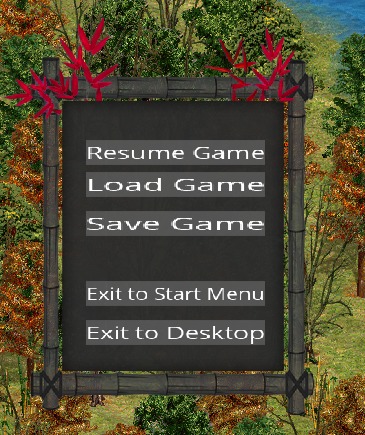 Resume Game
Load Game
Save Game
Exit to Start Menu
Exit to Desktop